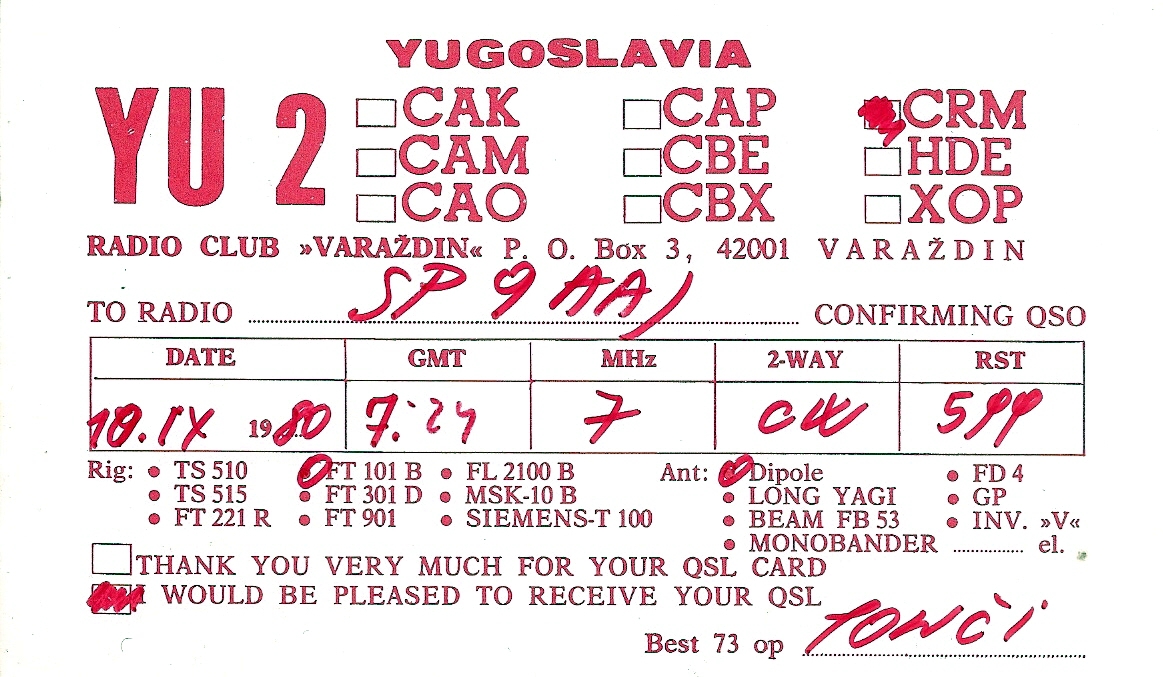 YUGOSLAVIA
YU 2 CAK CAP CRM
CAM CBE HDE
CAO CBX XOP
RADIO CLUB »VARAŽDIN« P. O. Box 3, 42001 VARAŽDIN
TO RADIO SP 9 AAJ CONFIRMING QSO
DATE GMT MHz 2-WAY RST
10.IX 1980 7:24 7 CW 599
Rig: • TS 510 • FT 101 B • FL 2100 B Ant: • Dipole • FD 4
• TS 515 • FT 301 D • MSK-10 B • LONG YAGI • GP
• FT 221 R • FT 901 • SIEMENS-T 100 • BEAM FB 53 • INV. »V«
• MONOBANDER ............ el.
THANK YOU VERY MUCH FOR YOUR QSL CARD
I WOULD BE PLEASED TO RECEIVE YOUR QSL
Best 73 op TONČI